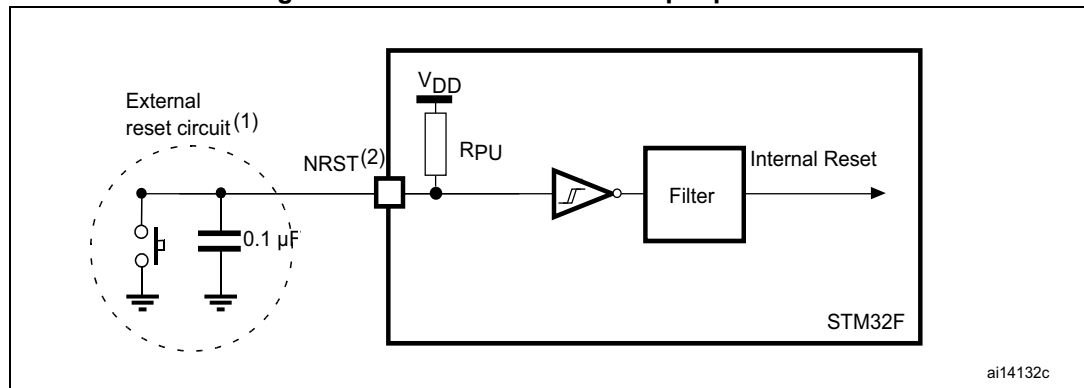 VDD
External
reset circuit(1)
RPU
NRST(2)
Internal Reset
Filter
0.1 μF
STM32F
ai14132c